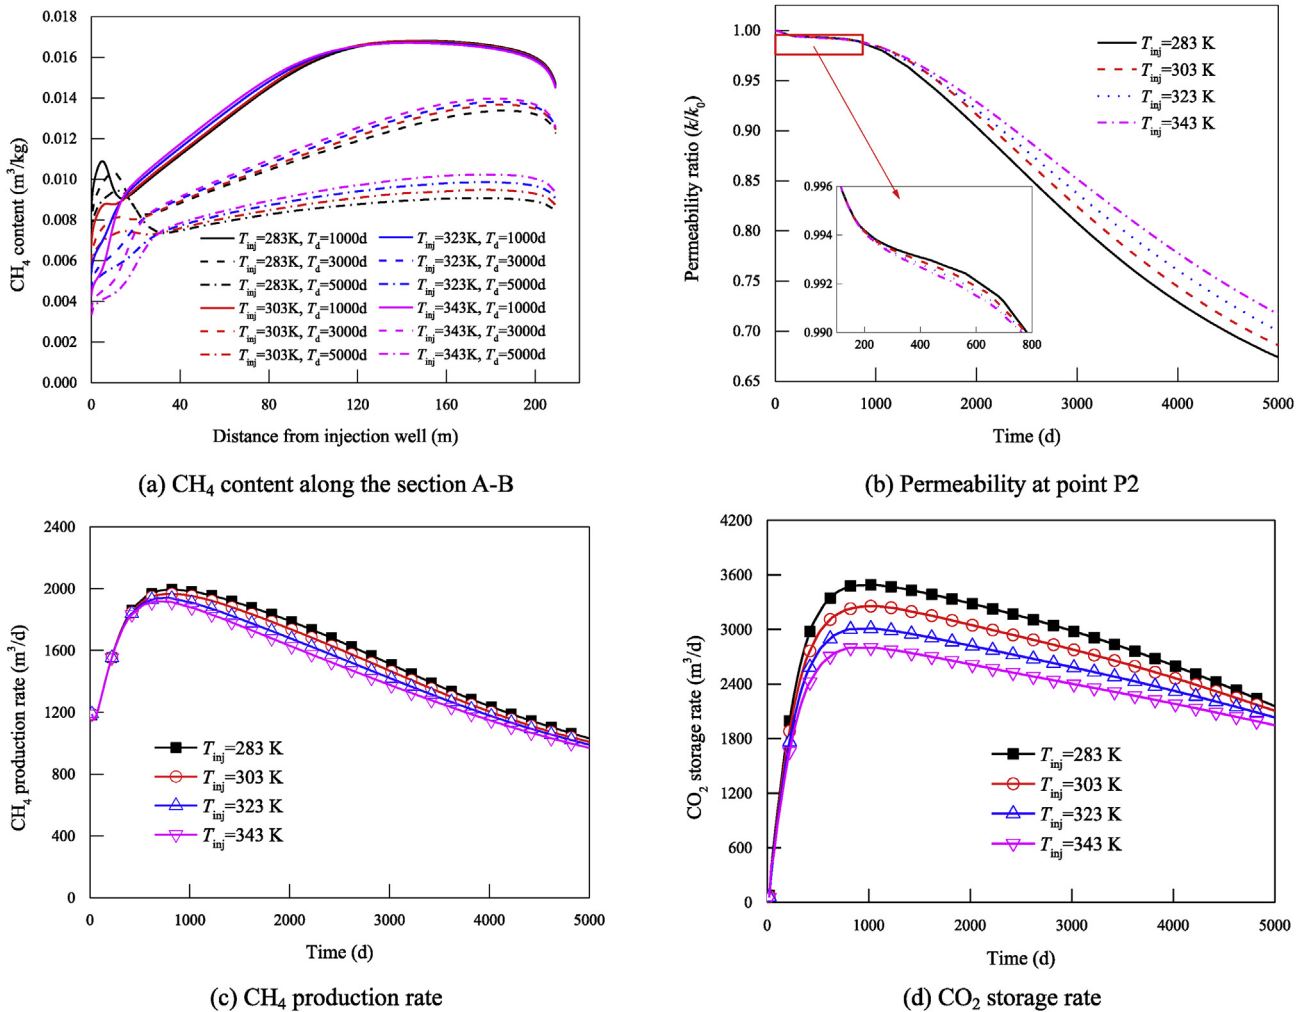 0.018
0.016
0.014
0.012
0.010
0.008
0.006
0.004
0.002
0.000
CH₄ content (m³/kg)
0 40 80 120 160 200
Distance from injection well (m)
Tinj=283K, Td=1000d
Tinj=283K, Td=3000d
Tinj=283K, Td=5000d
Tinj=303K, Td=1000d
Tinj=303K, Td=3000d
Tinj=303K, Td=5000d
Tinj=323K, Td=1000d
Tinj=323K, Td=3000d
Tinj=323K, Td=5000d
Tinj=343K, Td=1000d
Tinj=343K, Td=3000d
Tinj=343K, Td=5000d
(a) CH₄ content along the section A-B
1.00
0.95
0.90
0.85
0.80
0.75
0.70
0.65
Permeability ratio (k/k₀)
0 1000 2000 3000 4000 5000
Time (d)
Tinj=283 K
Tinj=303 K
Tinj=323 K
Tinj=343 K
0.996
0.994
0.992
0.990
200 400 600 800
(b) Permeability at point P2
2400
2000
1600
1200
800
400
0
CH₄ production rate (m³/d)
0 1000 2000 3000 4000 5000
Time (d)
Tinj=283 K
Tinj=303 K
Tinj=323 K
Tinj=343 K
(c) CH₄ production rate
4200
3600
3000
2400
1800
1200
600
0
CO₂ storage rate (m³/d)
0 1000 2000 3000 4000 5000
Time (d)
Tinj=283 K
Tinj=303 K
Tinj=323 K
Tinj=343 K
(d) CO₂ storage rate